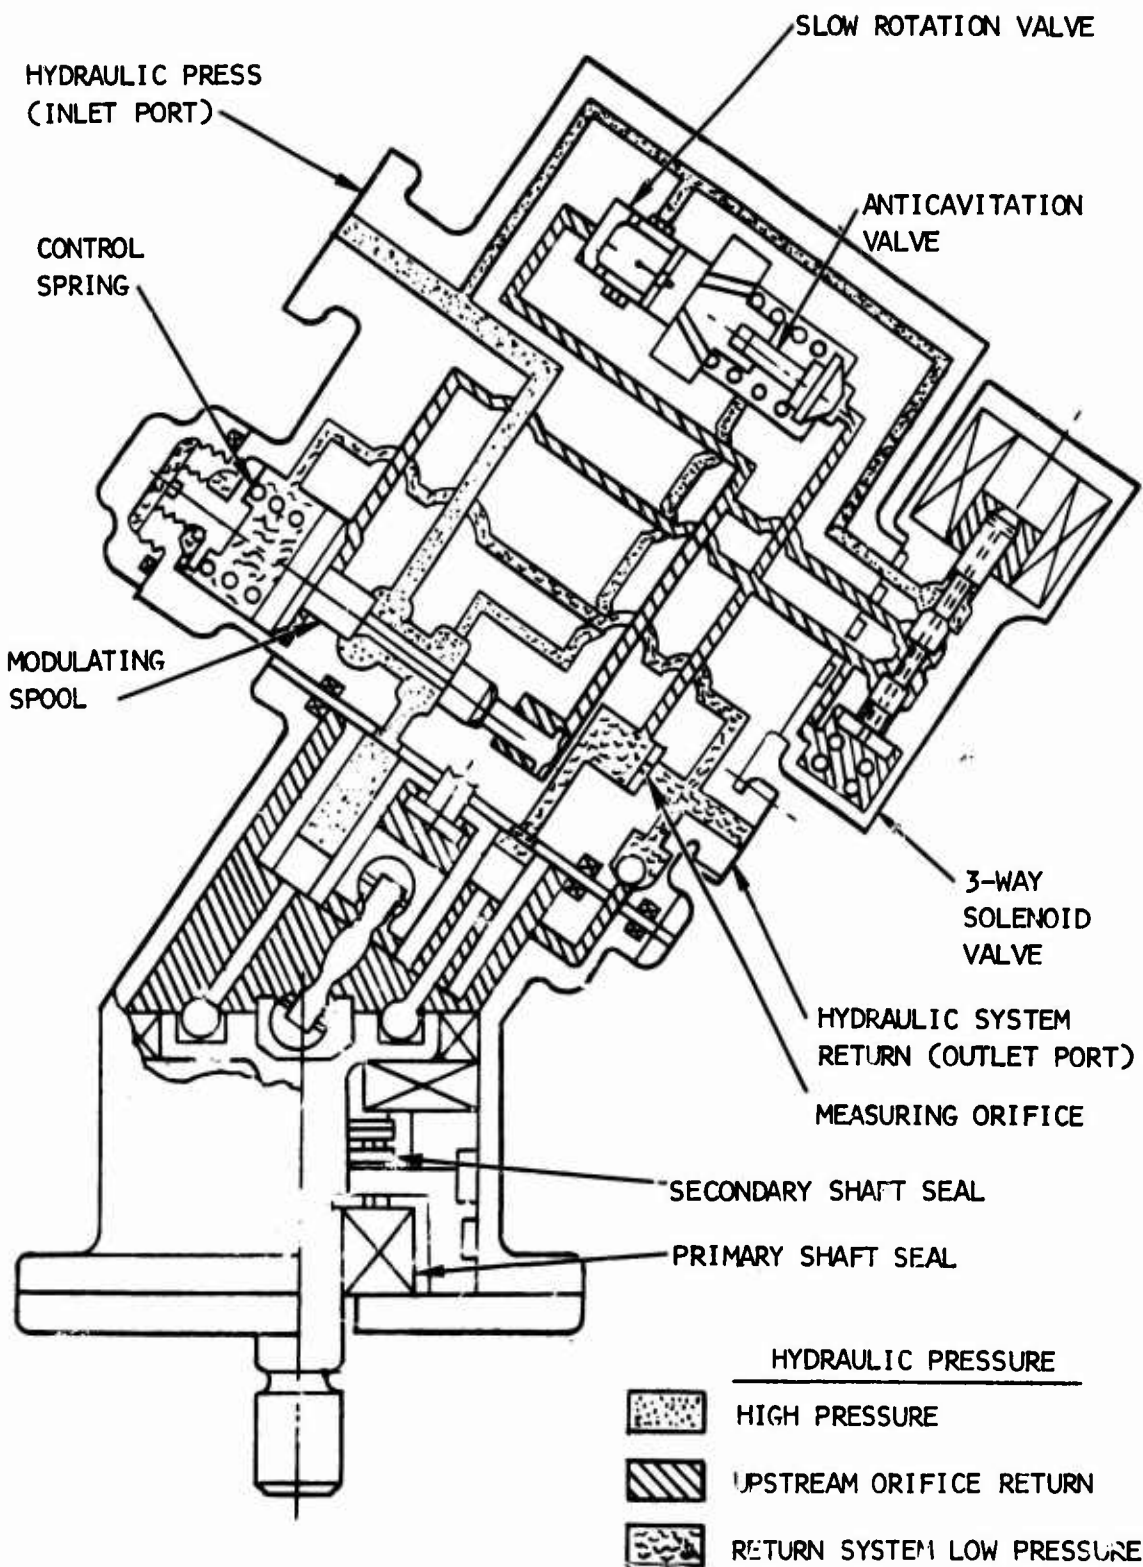 SLOW ROTATION VALVE
HYDRAULIC PRESS
(INLET PORT)
ANTICAVITATION
VALVE
CONTROL
SPRING
MODULATING
SPOOL
3-WAY
SOLENOID
VALVE
HYDRAULIC SYSTEM
RETURN (OUTLET PORT)
MEASURING ORIFICE
SECONDARY SHAFT SEAL
PRIMARY SHAFT SEAL
HYDRAULIC PRESSURE
HIGH PRESSURE
UPSTREAM ORIFICE RETURN
RETURN SYSTEM LOW PRESSURE